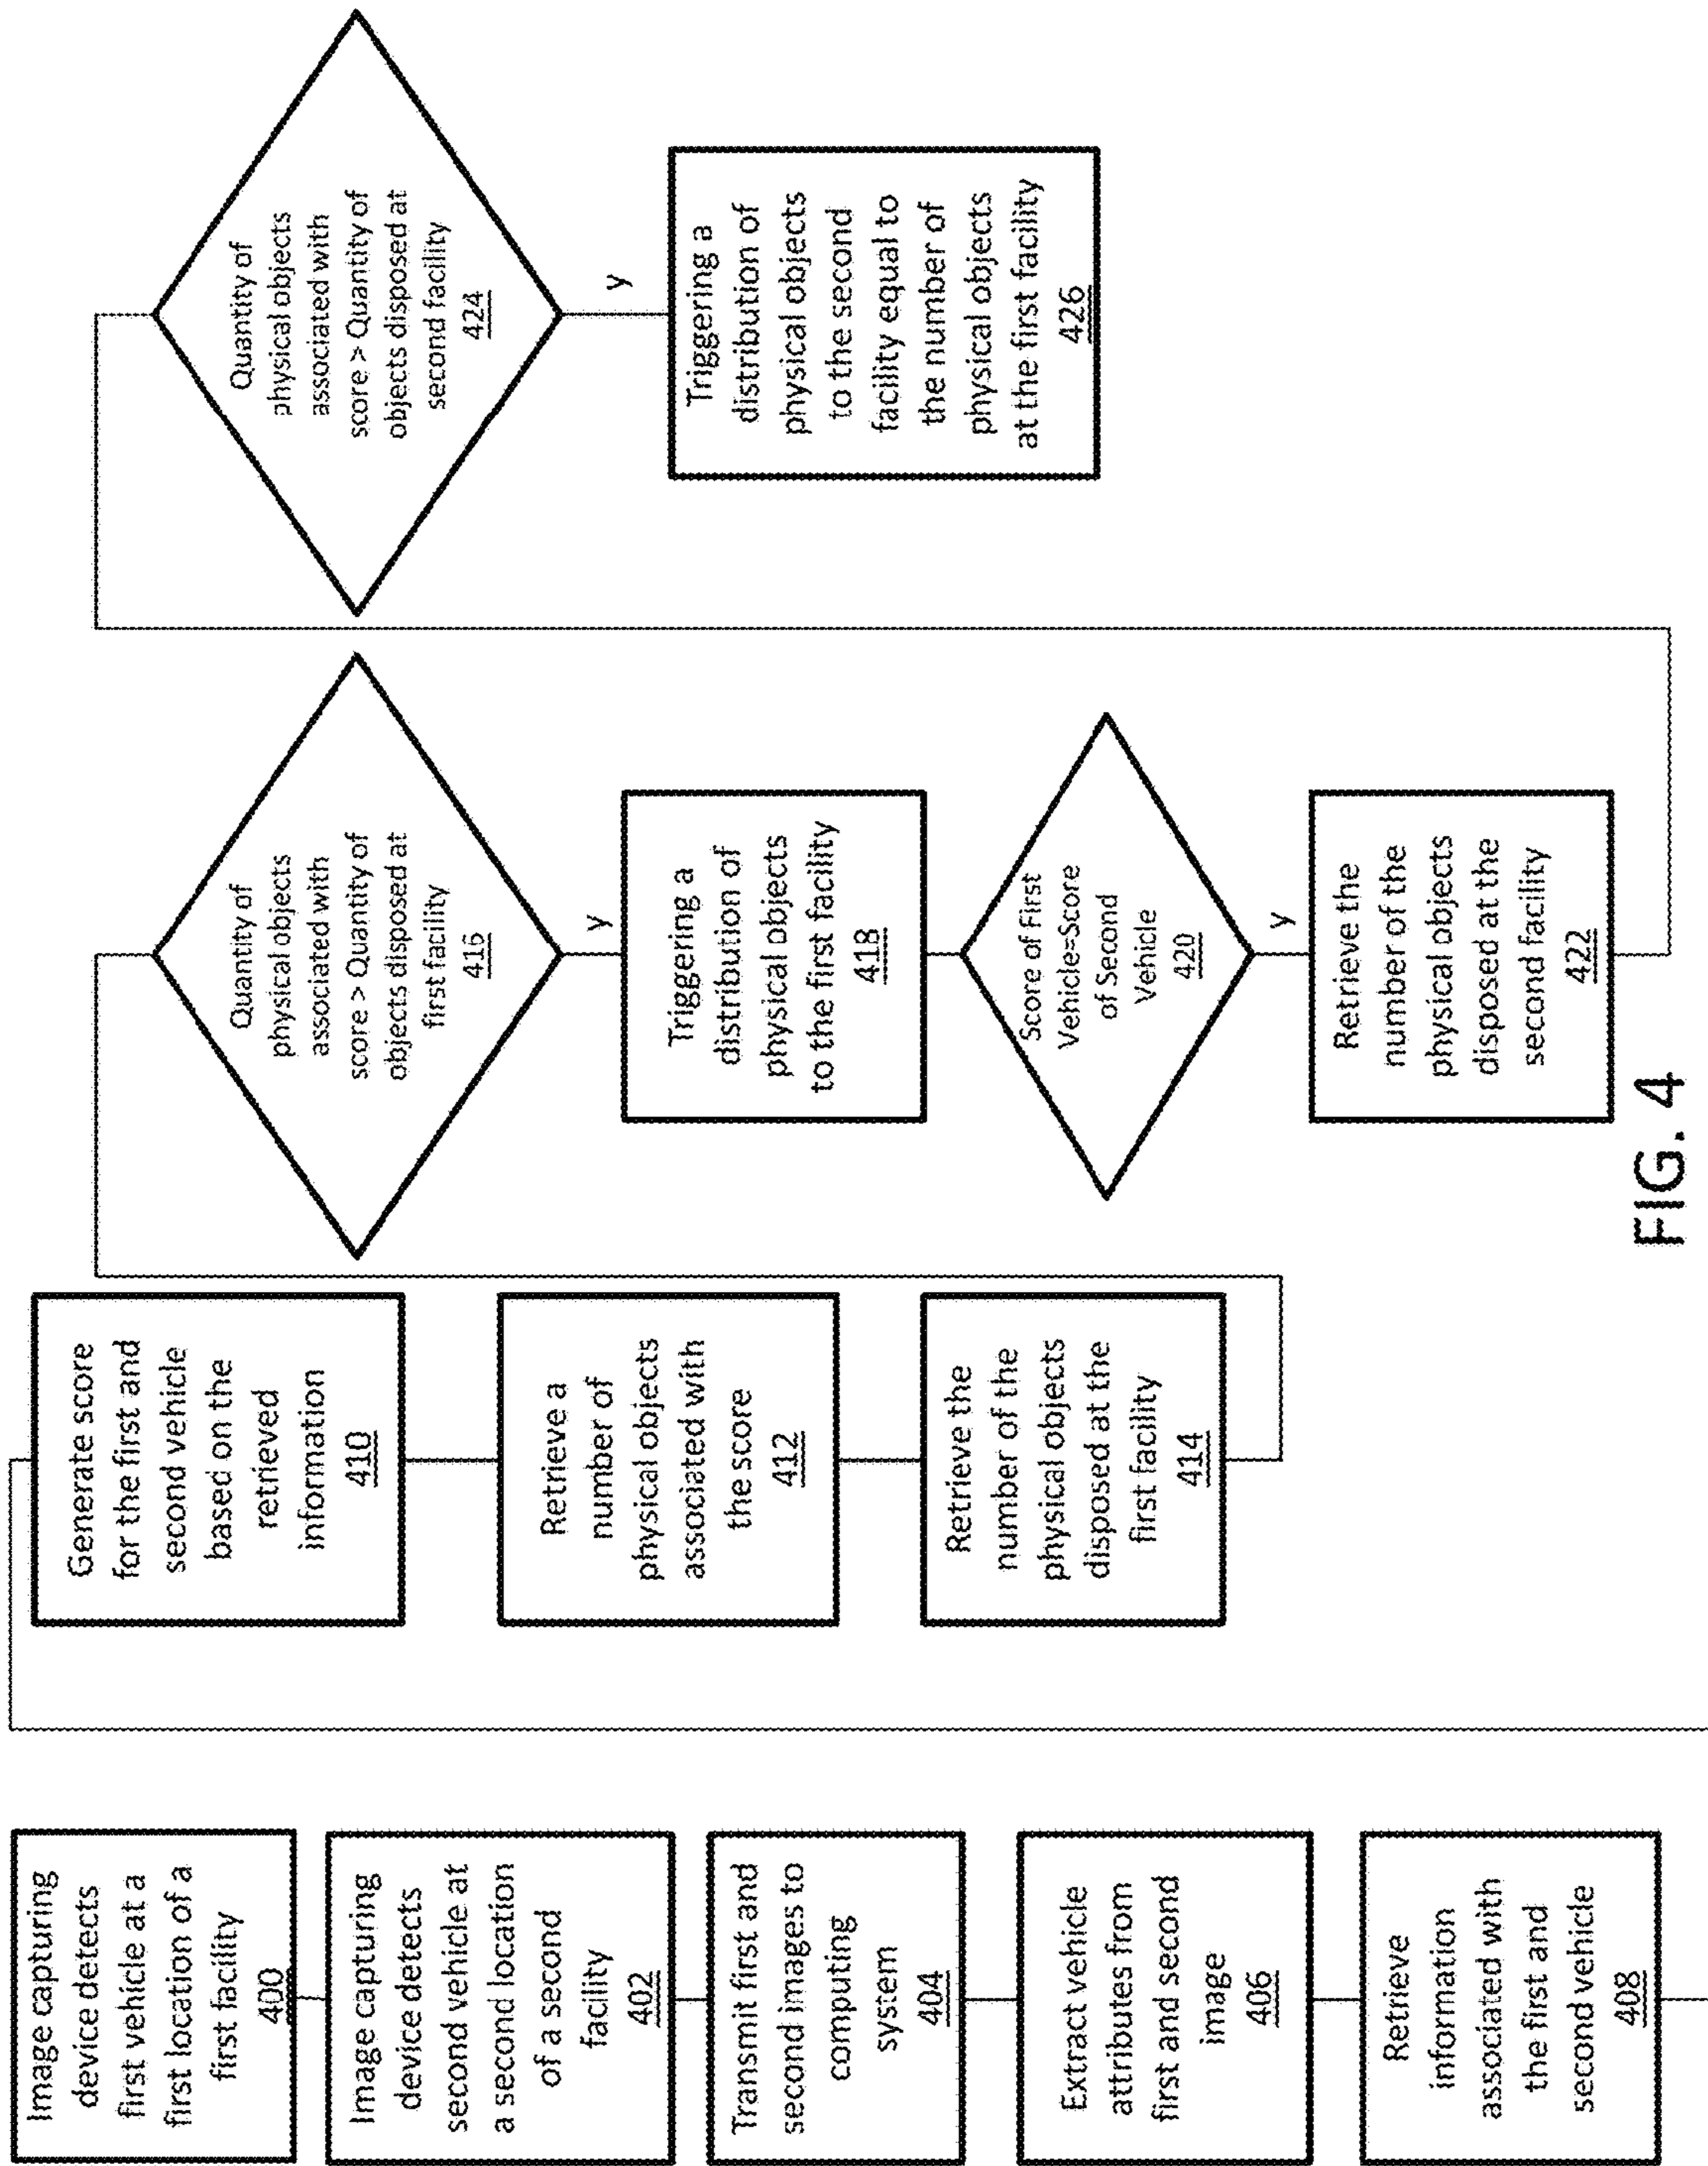 Image capturing
device detects
first vehicle at a
first location of a
first facility
400
Image capturing
device detects
second vehicle at
a second location
of a second
facility
402
Transmit first and
second images to
computing
system
404
Extract vehicle
attributes from
first and second
image
406
Retrieve
information
associated with
the first and
second vehicle
408
Generate score
for the first and
second vehicle
based on the
retrieved
information
410
Retrieve a
number of
physical objects
associated with
the score
412
Retrieve the
number of the
physical objects
disposed at the
first facility
414
Quantity of
physical objects
associated with
score > Quantity of
objects disposed at
first facility
416
y
Triggering a
distribution of
physical objects
to the first facility
418
Score of First
Vehicle=Score
of Second
Vehicle
420
y
Retrieve the
number of the
physical objects
disposed at the
second facility
422
Quantity of
physical objects
associated with
score > Quantity of
objects disposed at
second facility
424
y
Triggering a
distribution of
physical objects
to the second
facility equal to
the number of
physical objects
at the first facility
426
FIG. 4